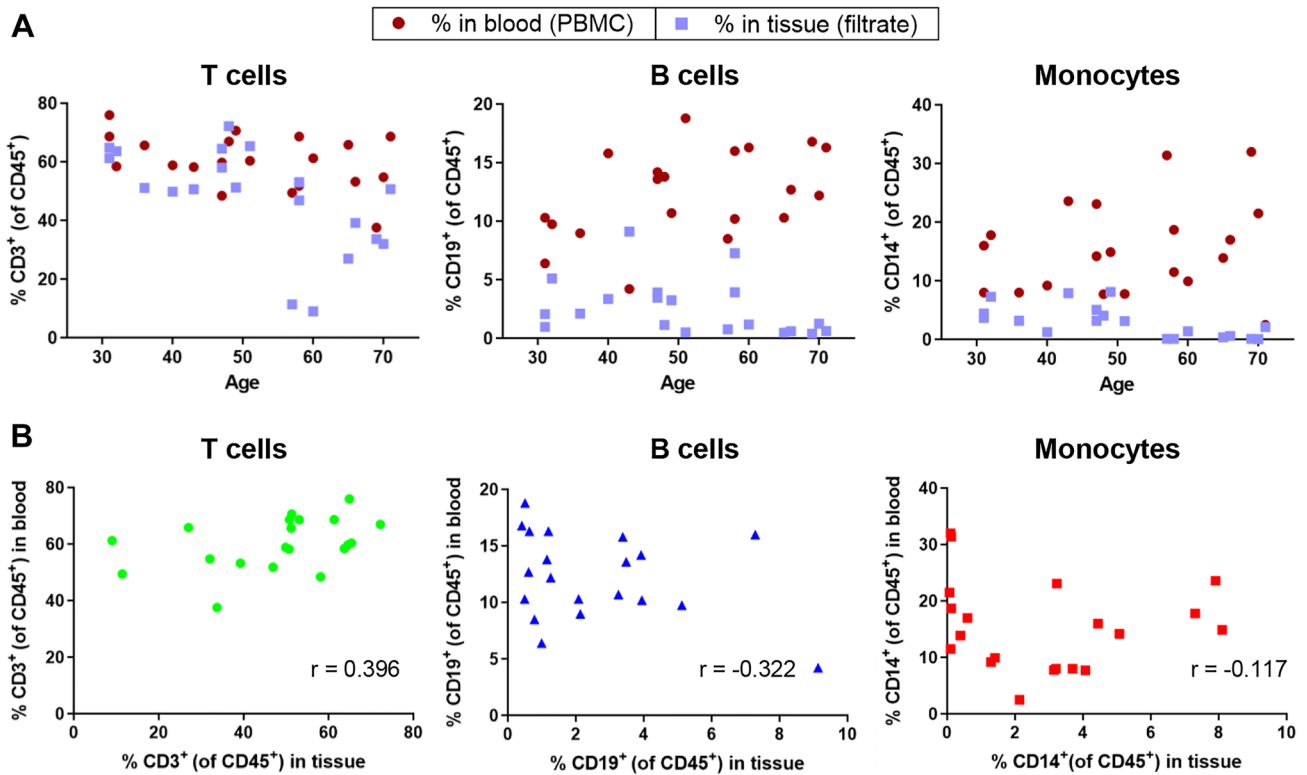 A
% in blood (PBMC) % in tissue (filtrate)
T cells
% CD3⁺ (of CD45⁺)
80
60
40
20
0
30 40 50 60 70
Age
B cells
% CD19⁺ (of CD45⁺)
20
15
10
5
0
30 40 50 60 70
Age
Monocytes
% CD14⁺ (of CD45⁺)
40
30
20
10
0
30 40 50 60 70
Age
B
T cells
% CD3⁺ (of CD45⁺) in blood
80
60
40
20
0
r = 0.396
0 20 40 60 80
% CD3⁺ (of CD45⁺) in tissue
B cells
% CD19⁺ (of CD45⁺) in blood
20
15
10
5
0
r = -0.322
0 2 4 6 8 10
% CD19⁺ (of CD45⁺) in tissue
Monocytes
% CD14⁺ (of CD45⁺) in blood
40
30
20
10
0
r = -0.117
0 2 4 6 8 10
% CD14⁺(of CD45⁺) in tissue